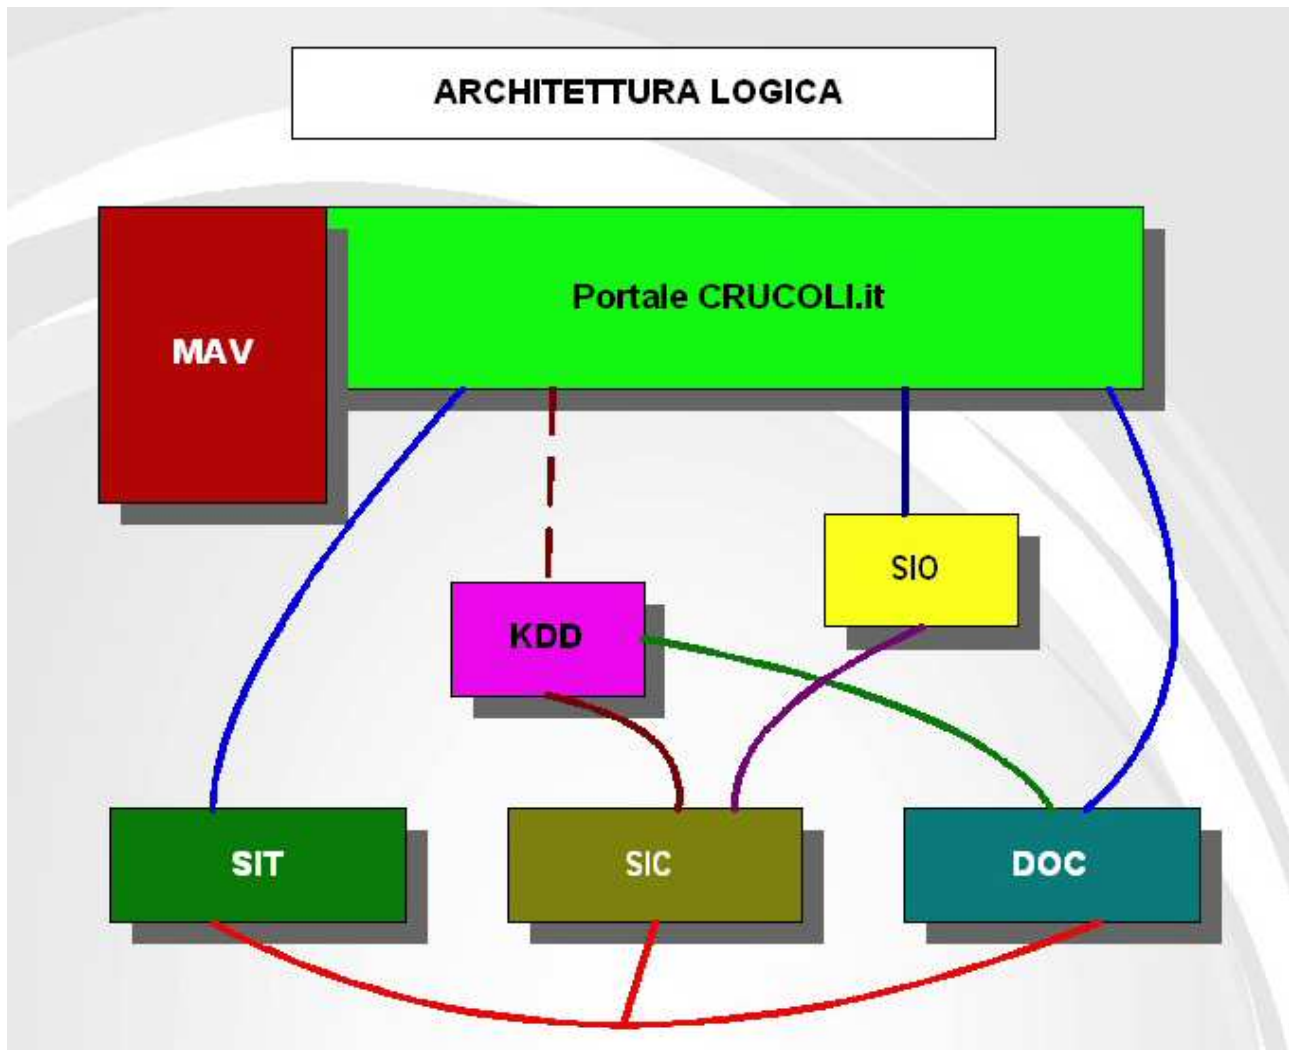 ARCHITETTURA LOGICA
Portale CRUCOLI.it
MAV
SIO
KDD
SIT
SIC
DOC